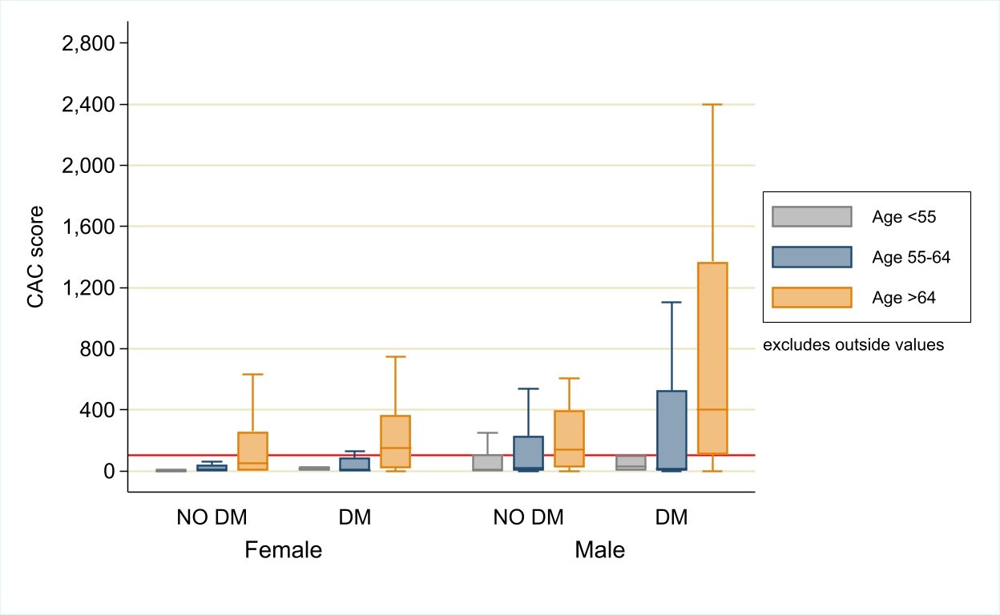 2,800
2,400
2,000
1,600
1,200
800
400
0
CAC score
NO DM
DM
NO DM
DM
Female
Male
Age <55
Age 55-64
Age >64
excludes outside values